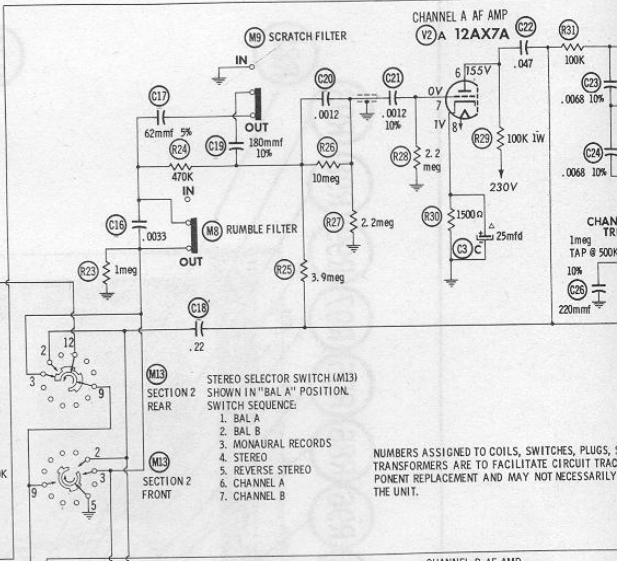 CHANNEL A AF AMP
V2 A 12AX7A
M9 SCRATCH FILTER
IN
OUT
C17
62mmf 5%
C19
180mmf
10%
R24
470K
IN
M8 RUMBLE FILTER
OUT
C16
.0033
R23 1meg
C20
.0012
R26
10meg
R27 2.2meg
R25
3.9meg
C21
.0012
10%
R28 2.2
meg
0V
7
6 155V
1V
8
C22
.047
R31
100K
R29 100K 1W
230V
C23
.0068 10%
C24
.0068 10%
R30 1500Ω
C3 C 25mfd
CHAN
TR
1meg
TAP @ 500K
10%
C26
220mmf
C18
.22
2 12
3
9
M13
SECTION 2
REAR
2
3
9
5
M13
SECTION 2
FRONT
K
STEREO SELECTOR SWITCH (M13)
SHOWN IN "BAL A" POSITION.
SWITCH SEQUENCE:
1. BAL A
2. BAL B
3. MONAURAL RECORDS
4. STEREO
5. REVERSE STEREO
6. CHANNEL A
7. CHANNEL B
NUMBERS ASSIGNED TO COILS, SWITCHES, PLUGS, S
TRANSFORMERS ARE TO FACILITATE CIRCUIT TRAC
PONENT REPLACEMENT AND MAY NOT NECESSARILY
THE UNIT.
CHANNEL B AF AMP